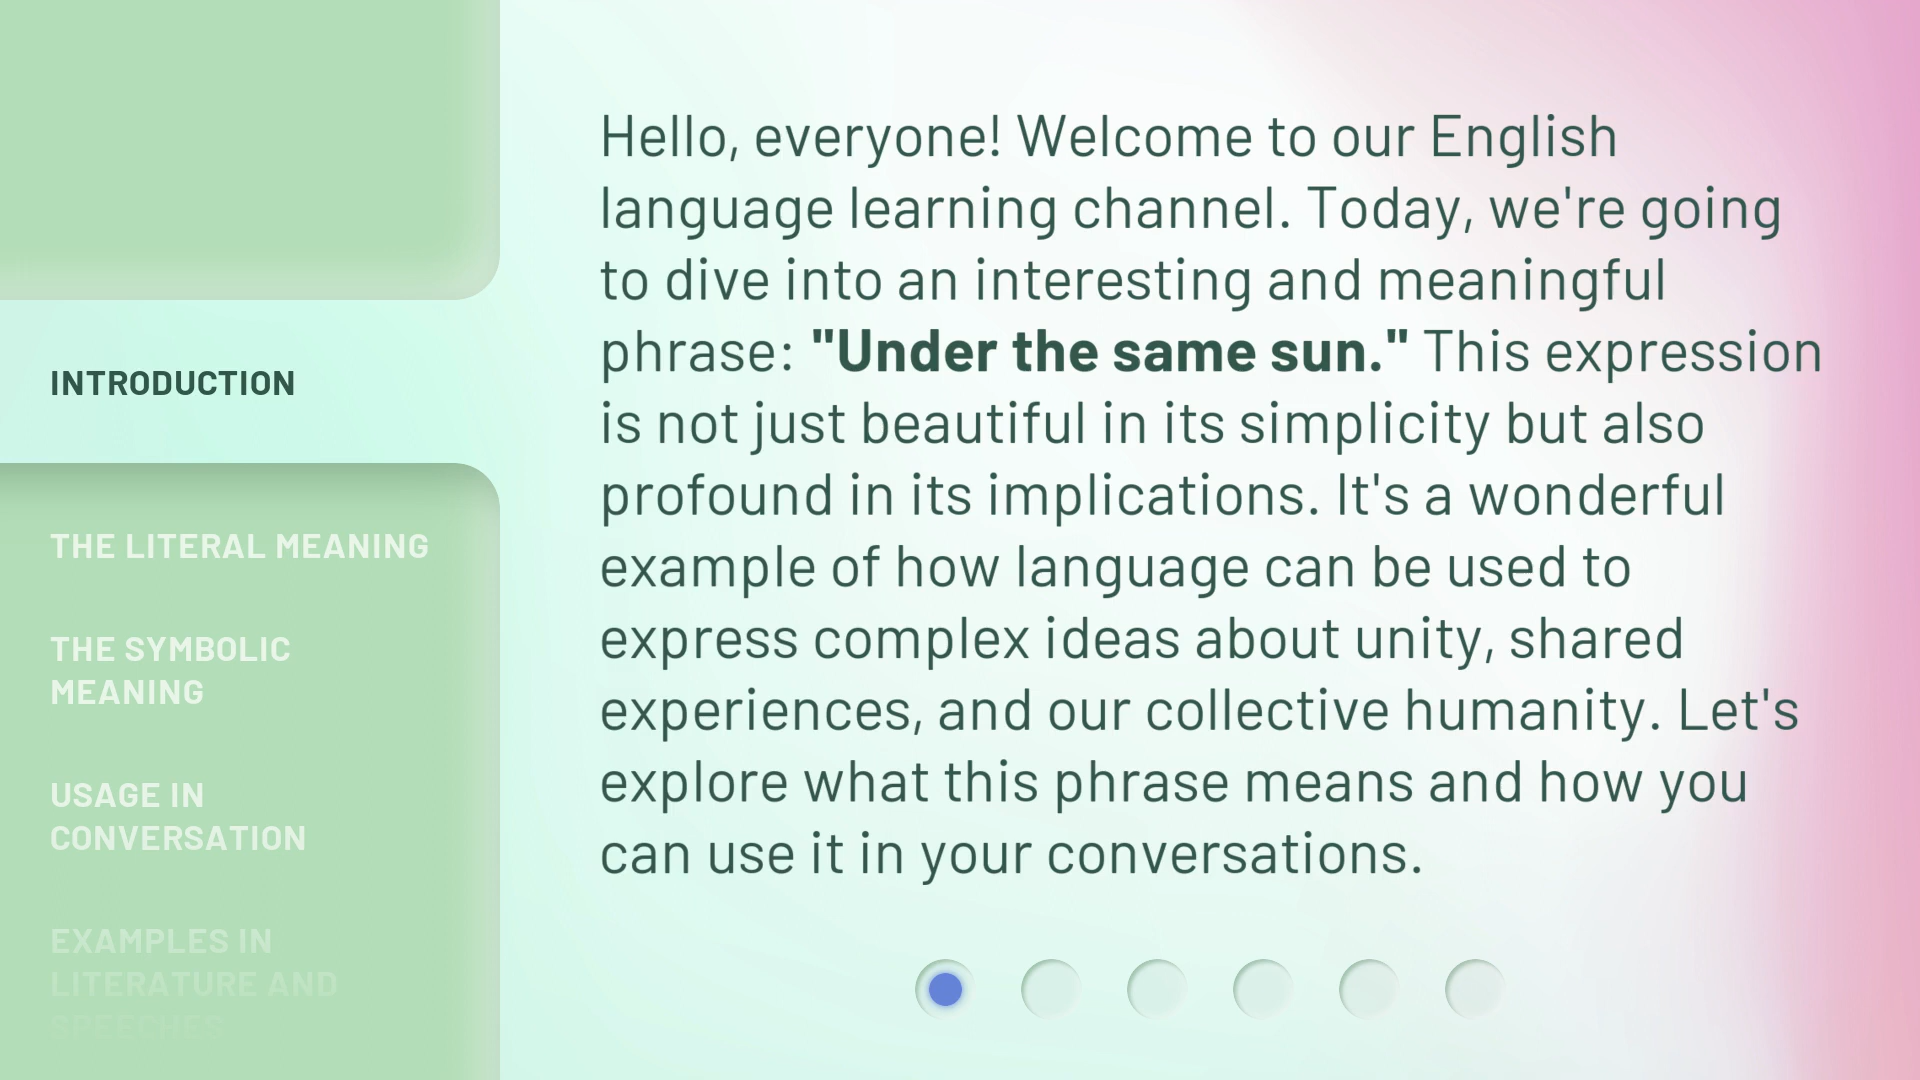 INTRODUCTION
THE LITERAL MEANING
THE SYMBOLIC
MEANING
USAGE IN
CONVERSATION
EXAMPLES IN
LITERATURE AND
SPEECHES
Hello, everyone! Welcome to our English
language learning channel. Today, we're going
to dive into an interesting and meaningful
phrase: "Under the same sun." This expression
is not just beautiful in its simplicity but also
profound in its implications. It's a wonderful
example of how language can be used to
express complex ideas about unity, shared
experiences, and our collective humanity. Let's
explore what this phrase means and how you
can use it in your conversations.